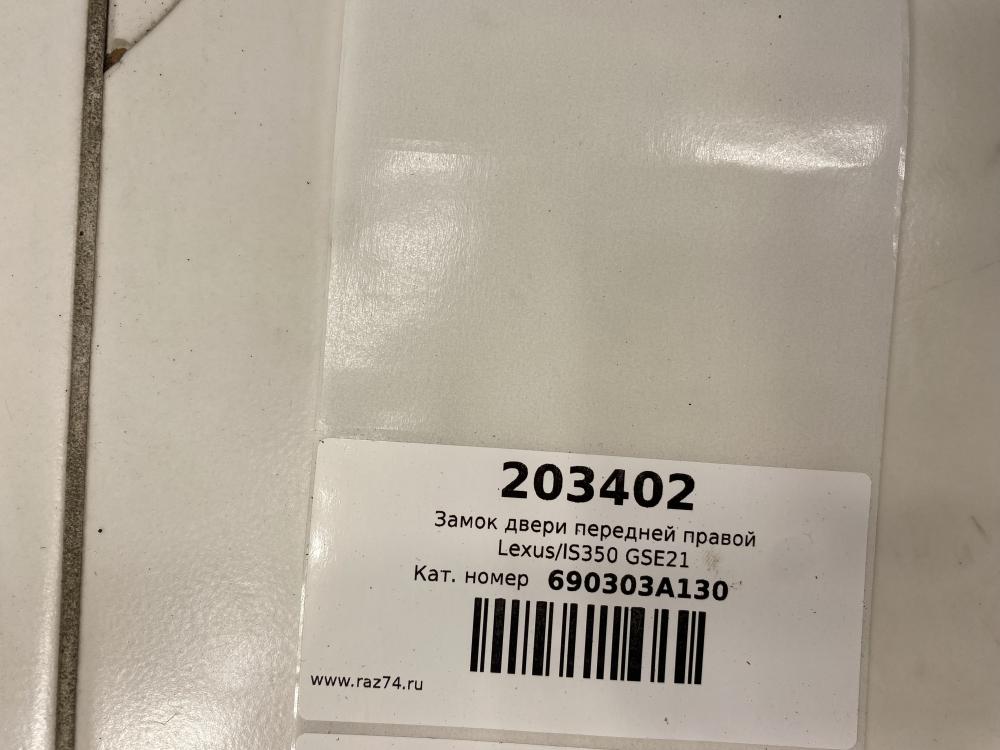 203402
Замок двери передней правой
Lexus/IS350 GSE21
Кат. номер 690303A130
www.raz74.ru